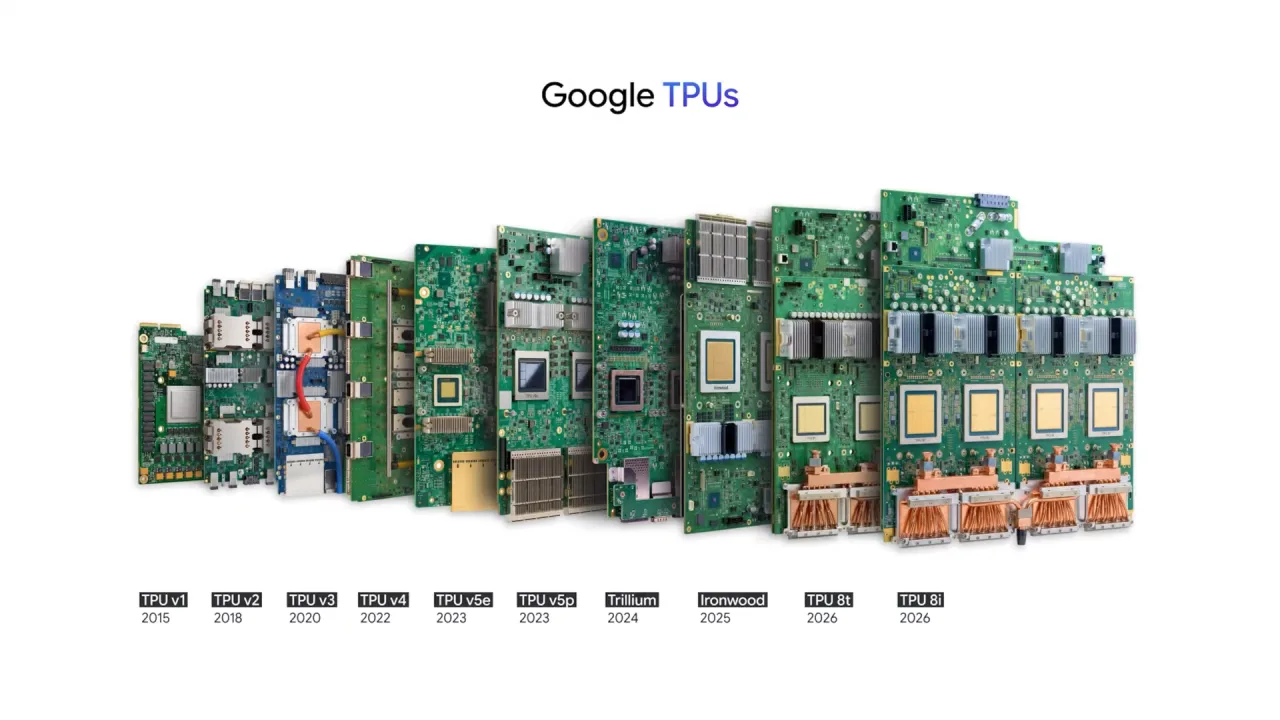 Google TPUs
TPU v1
2015
TPU v2
2018
TPU v3
2020
TPU v4
2022
TPU v5e
2023
TPU v5p
2023
Trillium
2024
Ironwood
2025
TPU 8t
2026
TPU 8i
2026